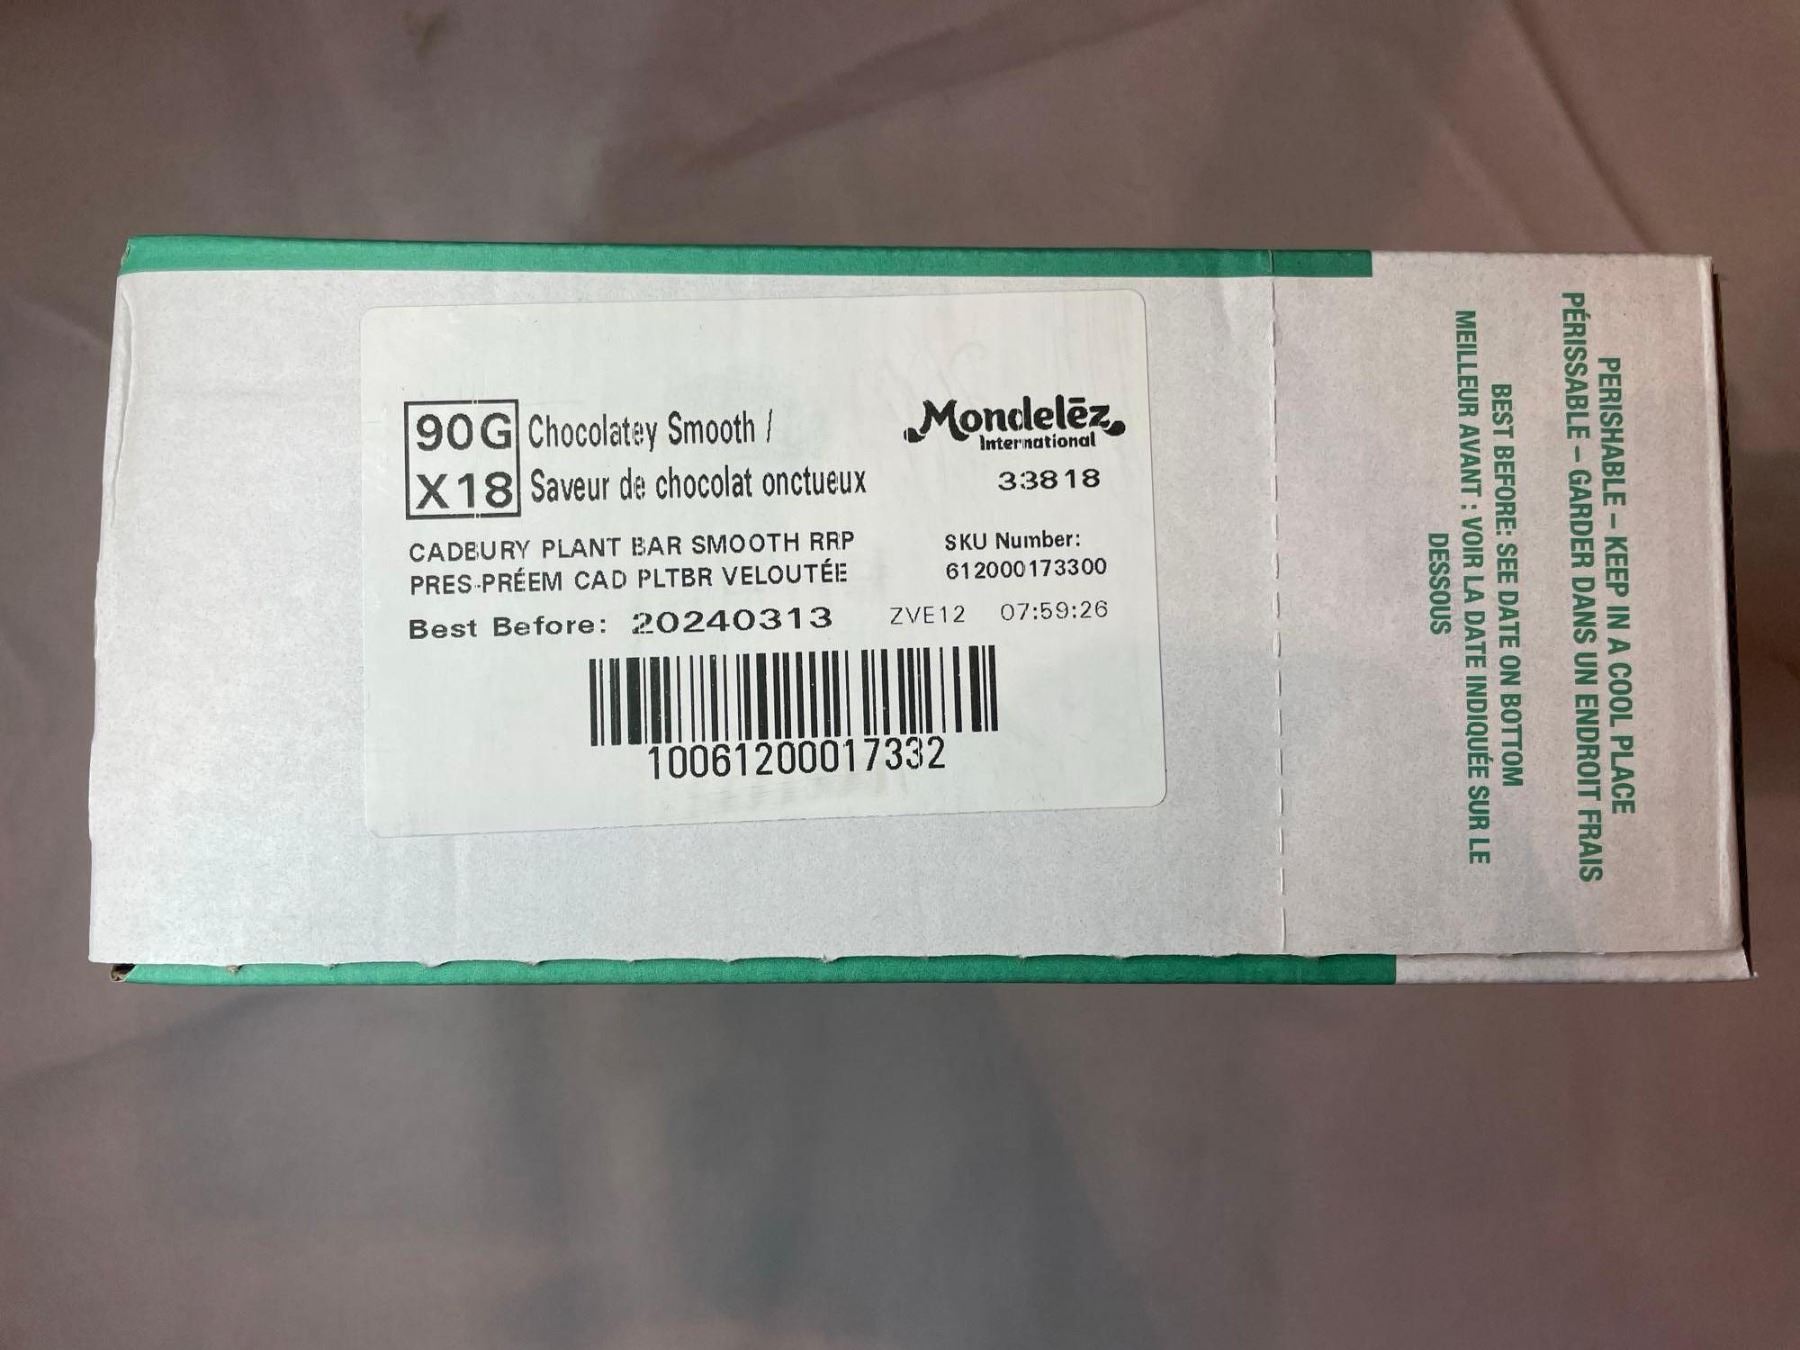 90G
X18
Chocolatey Smooth /
Saveur de chocolat onctueux
Mondelēz
International
33818
CADBURY PLANT BAR SMOOTH RRP
PRES-PRÉEM CAD PLTBR VELOUTÉE
SKU Number:
612000173300
Best Before: 20240313
ZVE12 07:59:26
10061200017332
PERISHABLE – KEEP IN A COOL PLACE
PÉRISSABLE – GARDER DANS UN ENDROIT FRAIS
BEST BEFORE: SEE DATE ON BOTTOM
MEILLEUR AVANT : VOIR LA DATE INDIQUÉE SUR LE
DESSOUS